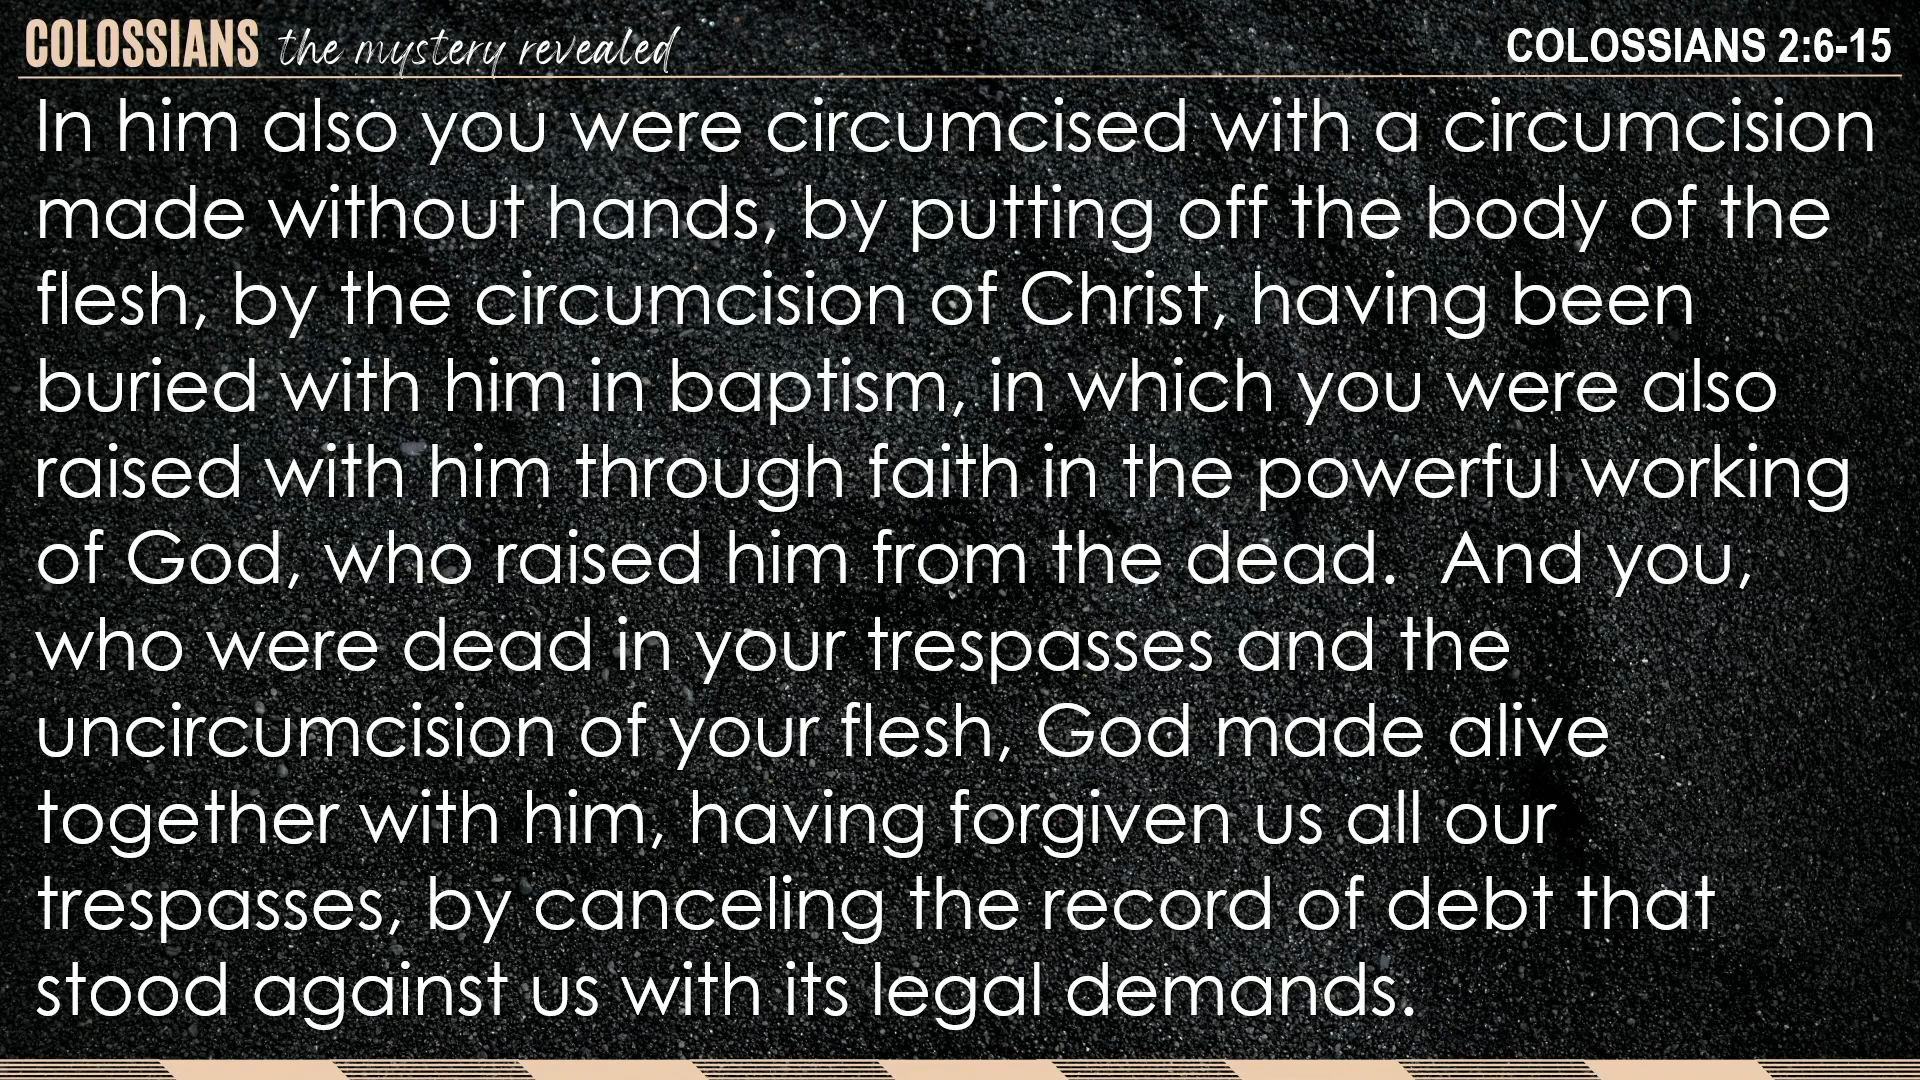 COLOSSIANS the mystery revealed
COLOSSIANS 2:6-15
In him also you were circumcised with a circumcision
made without hands, by putting off the body of the
flesh, by the circumcision of Christ, having been
buried with him in baptism, in which you were also
raised with him through faith in the powerful working
of God, who raised him from the dead.  And you,
who were dead in your trespasses and the
uncircumcision of your flesh, God made alive
together with him, having forgiven us all our
trespasses, by canceling the record of debt that
stood against us with its legal demands.